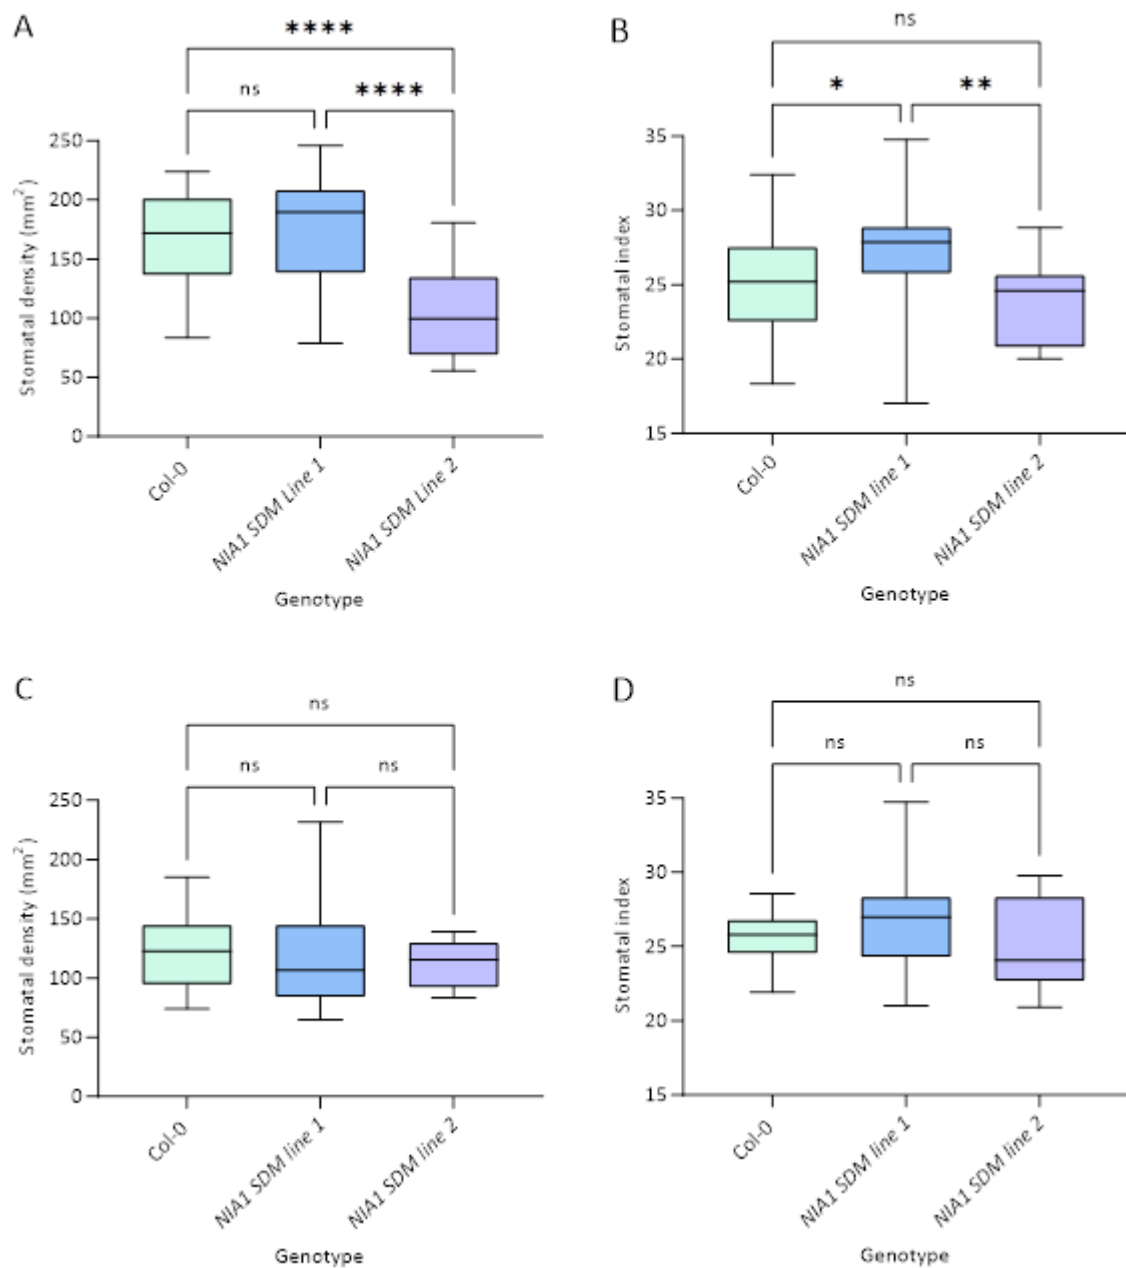 A
****
ns
****
Stomatal density (mm²)
250
200
150
100
50
0
Col-0
NIA1 SDM Line 1
NIA1 SDM Line 2
Genotype
B
ns
*
**
Stomatal index
35
30
25
20
15
Col-0
NIA1 SDM line 1
NIA1 SDM line 2
Genotype
C
ns
ns
ns
Stomatal density (mm²)
250
200
150
100
50
0
Col-0
NIA1 SDM line 1
NIA1 SDM line 2
Genotype
D
ns
ns
ns
Stomatal index
35
30
25
20
15
Col-0
NIA1 SDM line 1
NIA1 SDM line 2
Genotype